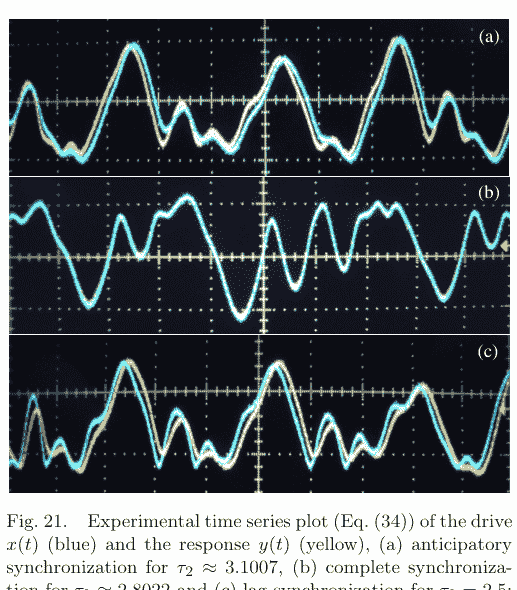 (a)
(b)
(c)
Fig. 21. Experimental time series plot (Eq. (34)) of the drive
x(t) (blue) and the response y(t) (yellow), (a) anticipatory
synchronization for τ2 ≈ 3.1007, (b) complete synchroniza-